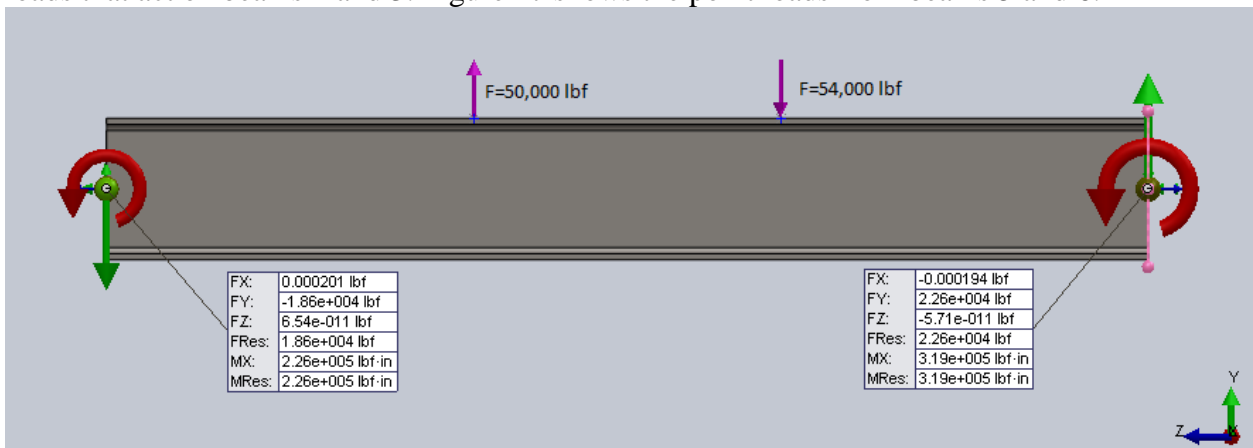 F=50,000 lbf
F=54,000 lbf
FX: 0.000201 lbf
FY: -1.86e+004 lbf
FZ: 6.54e-011 lbf
FRes: 1.86e+004 lbf
MX: 2.26e+005 lbf·in
MRes: 2.26e+005 lbf·in
FX: -0.000194 lbf
FY: 2.26e+004 lbf
FZ: -5.71e-011 lbf
FRes: 2.26e+004 lbf
MX: 3.19e+005 lbf·in
MRes: 3.19e+005 lbf·in
Y
Z